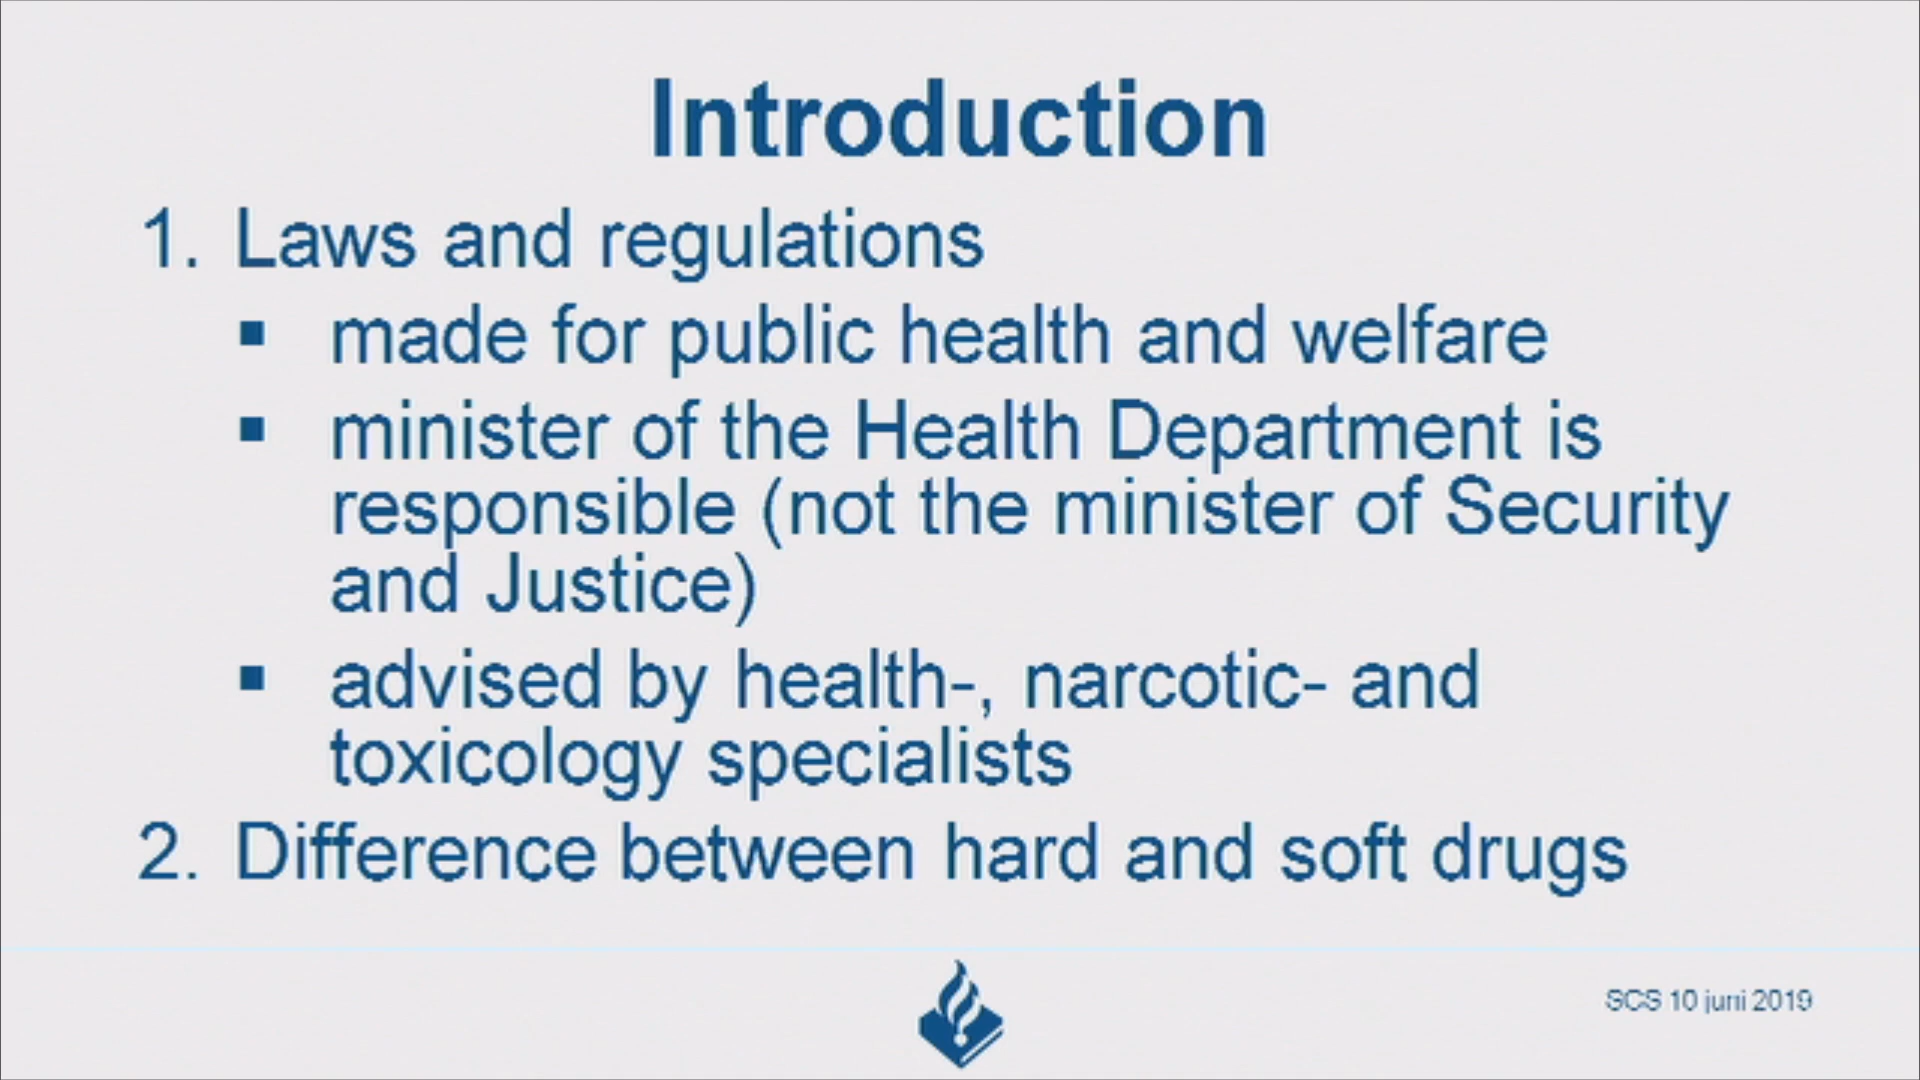 Introduction
1. Laws and regulations
▪ made for public health and welfare
▪ minister of the Health Department is
responsible (not the minister of Security
and Justice)
▪ advised by health-, narcotic- and
toxicology specialists
2. Difference between hard and soft drugs
SCS 10 juni 2019